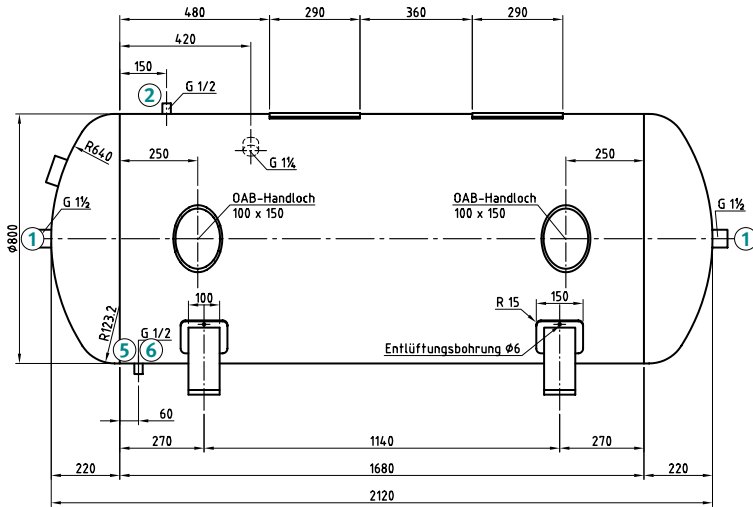 480
290
360
290
420
150
2
G 1/2
R640
250
G 1¼
250
G 1½
OAB-Handloch
100 x 150
OAB-Handloch
100 x 150
G 1½
1
1
Ø800
R123.2
100
R 15
150
5
6
G 1/2
Entlüftungsbohrung Ø6
60
270
1140
270
220
1680
220
2120